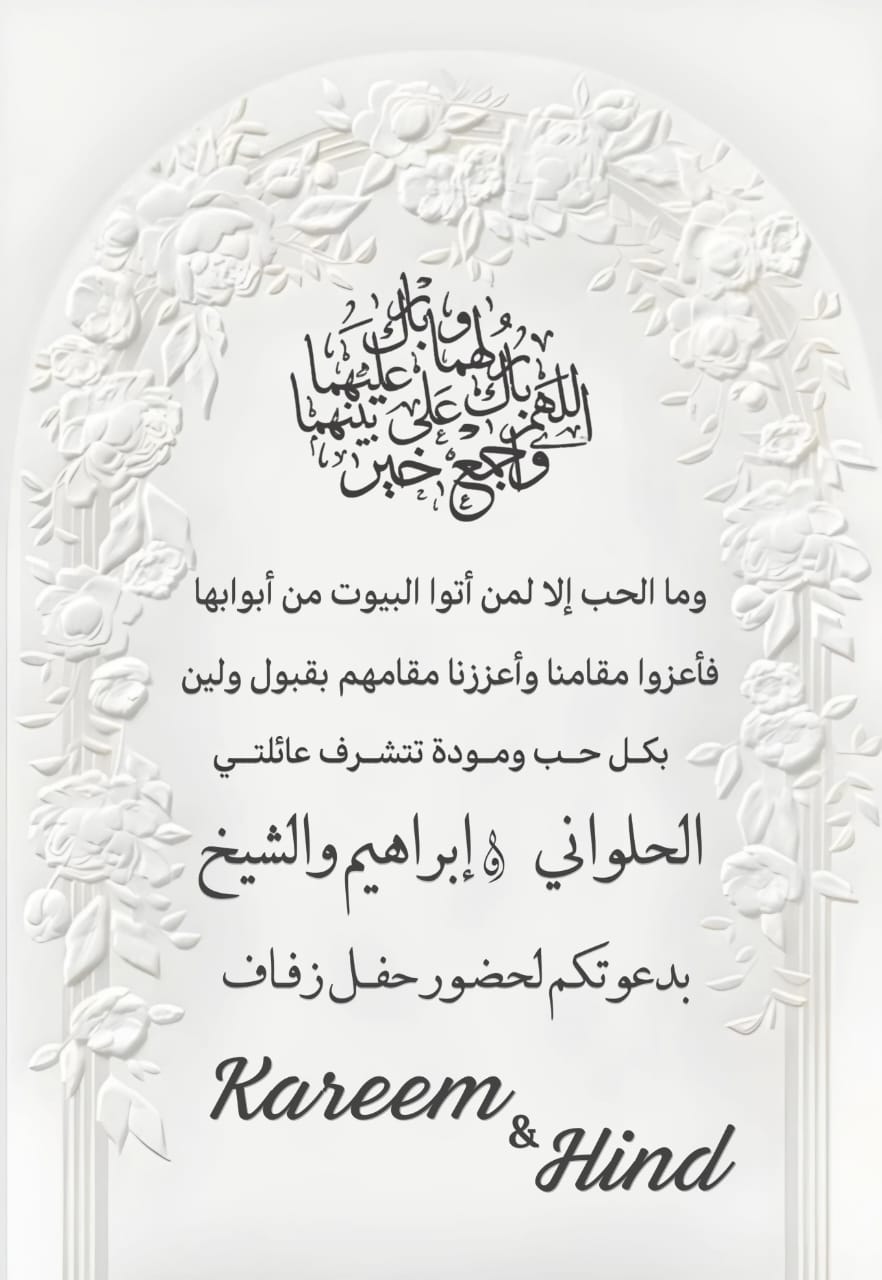 اللهم بارك لهما وبارك عليهما واجمع بينهما على خير
وما الحب إلا لمن أتوا البيوت من أبوابها
فأعزوا مقامنا وأعززنا مقامهم بقبول ولين
بكل حب ومودة تتشرف عائلتي
الحلواني و إبراهيم والشيخ
بدعوتكم لحضور حفل زفاف
Kareem
&
Hind